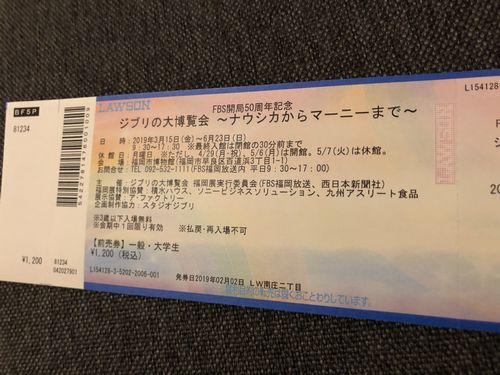 BF5P
81234
LAWSON
FBS開局50周年記念
ジブリの大博覧会 ~ナウシカからマーニーまで~
日時:2019年3月15日(金)~6月23日(日)
9:30~17:30 ※最終入館は閉館の30分前まで
休館:月曜日 ※ただし、4/29(月・祝)、5/6(月)は開館。5/7(火)は休館。
会場:福岡市博物館(福岡市早良区百道浜3丁目1-1)
お問合せ:TEL 092-532-1111(FBS福岡放送内 平日9:30~17:00)
主催:ジブリの大博覧会 福岡展実行委員会(FBS福岡放送、西日本新聞社)
福岡展特別協賛:積水ハウス、ソニービジネスソリューション、九州アスリート食品
展示協賛:ア・ファクトリー
企画制作協力:スタジオジブリ
※3歳以下入場無料
※会期中1回限り有効 ※払戻・再入場不可
【前売券】一般・大学生
¥1,200(税込)
L154128-3-5202-2006-001
発券日2019年02月02日 LW南庄二丁目
¥1,200
81234
042027901
L154128